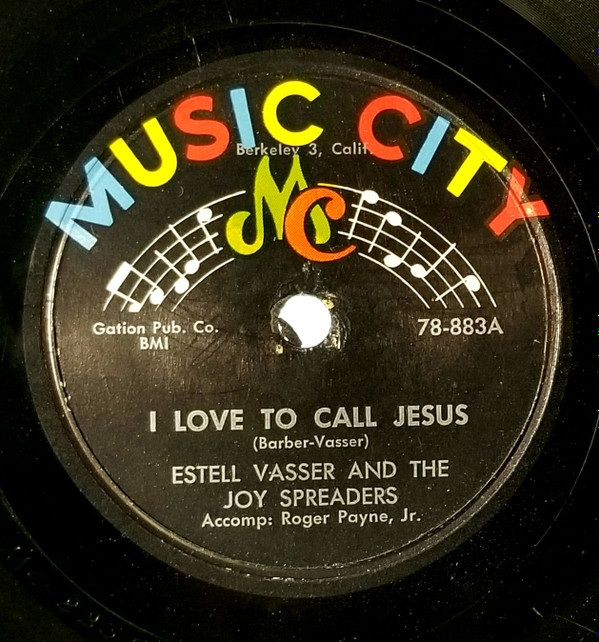 MUSIC CITY
Berkeley 3, Calif.
MC
Gation Pub. Co.
BMI
78-883A
I LOVE TO CALL JESUS
(Barber-Vasser)
ESTELL VASSER AND THE
JOY SPREADERS
Accomp: Roger Payne, Jr.